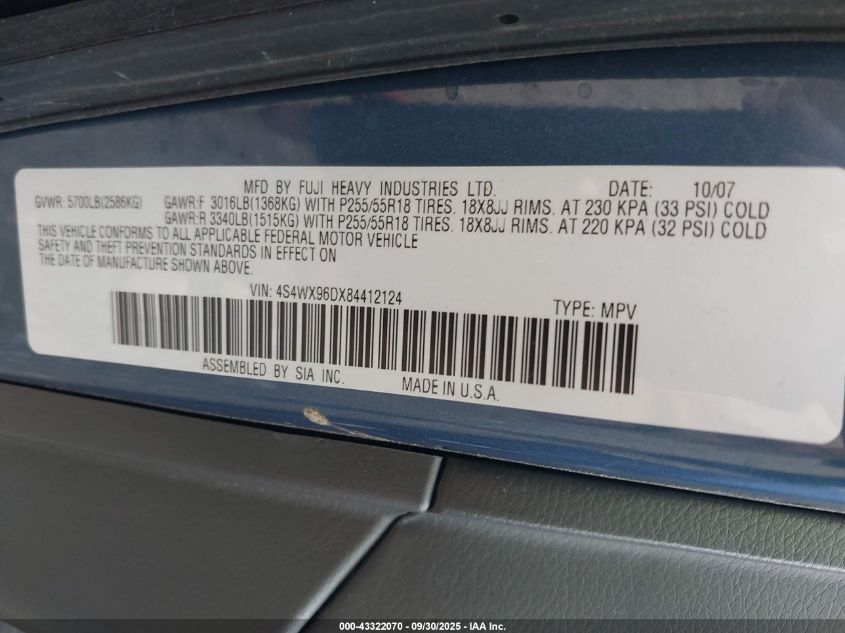 MFD BY FUJI HEAVY INDUSTRIES LTD. DATE: 10/07
GVWR: 5700LB(2586KG) GAWR:F 3016LB(1368KG) WITH P255/55R18 TIRES. 18X8JJ RIMS. AT 230 KPA (33 PSI) COLD
GAWR:R 3340LB(1515KG) WITH P255/55R18 TIRES. 18X8JJ RIMS. AT 220 KPA (32 PSI) COLD
THIS VEHICLE CONFORMS TO ALL APPLICABLE FEDERAL MOTOR VEHICLE
SAFETY AND THEFT PREVENTION STANDARDS IN EFFECT ON
THE DATE OF MANUFACTURE SHOWN ABOVE.
VIN: 4S4WX96DX84412124 TYPE: MPV
ASSEMBLED BY SIA INC. MADE IN U.S.A.
000-43322070 - 09/30/2025 - IAA Inc.